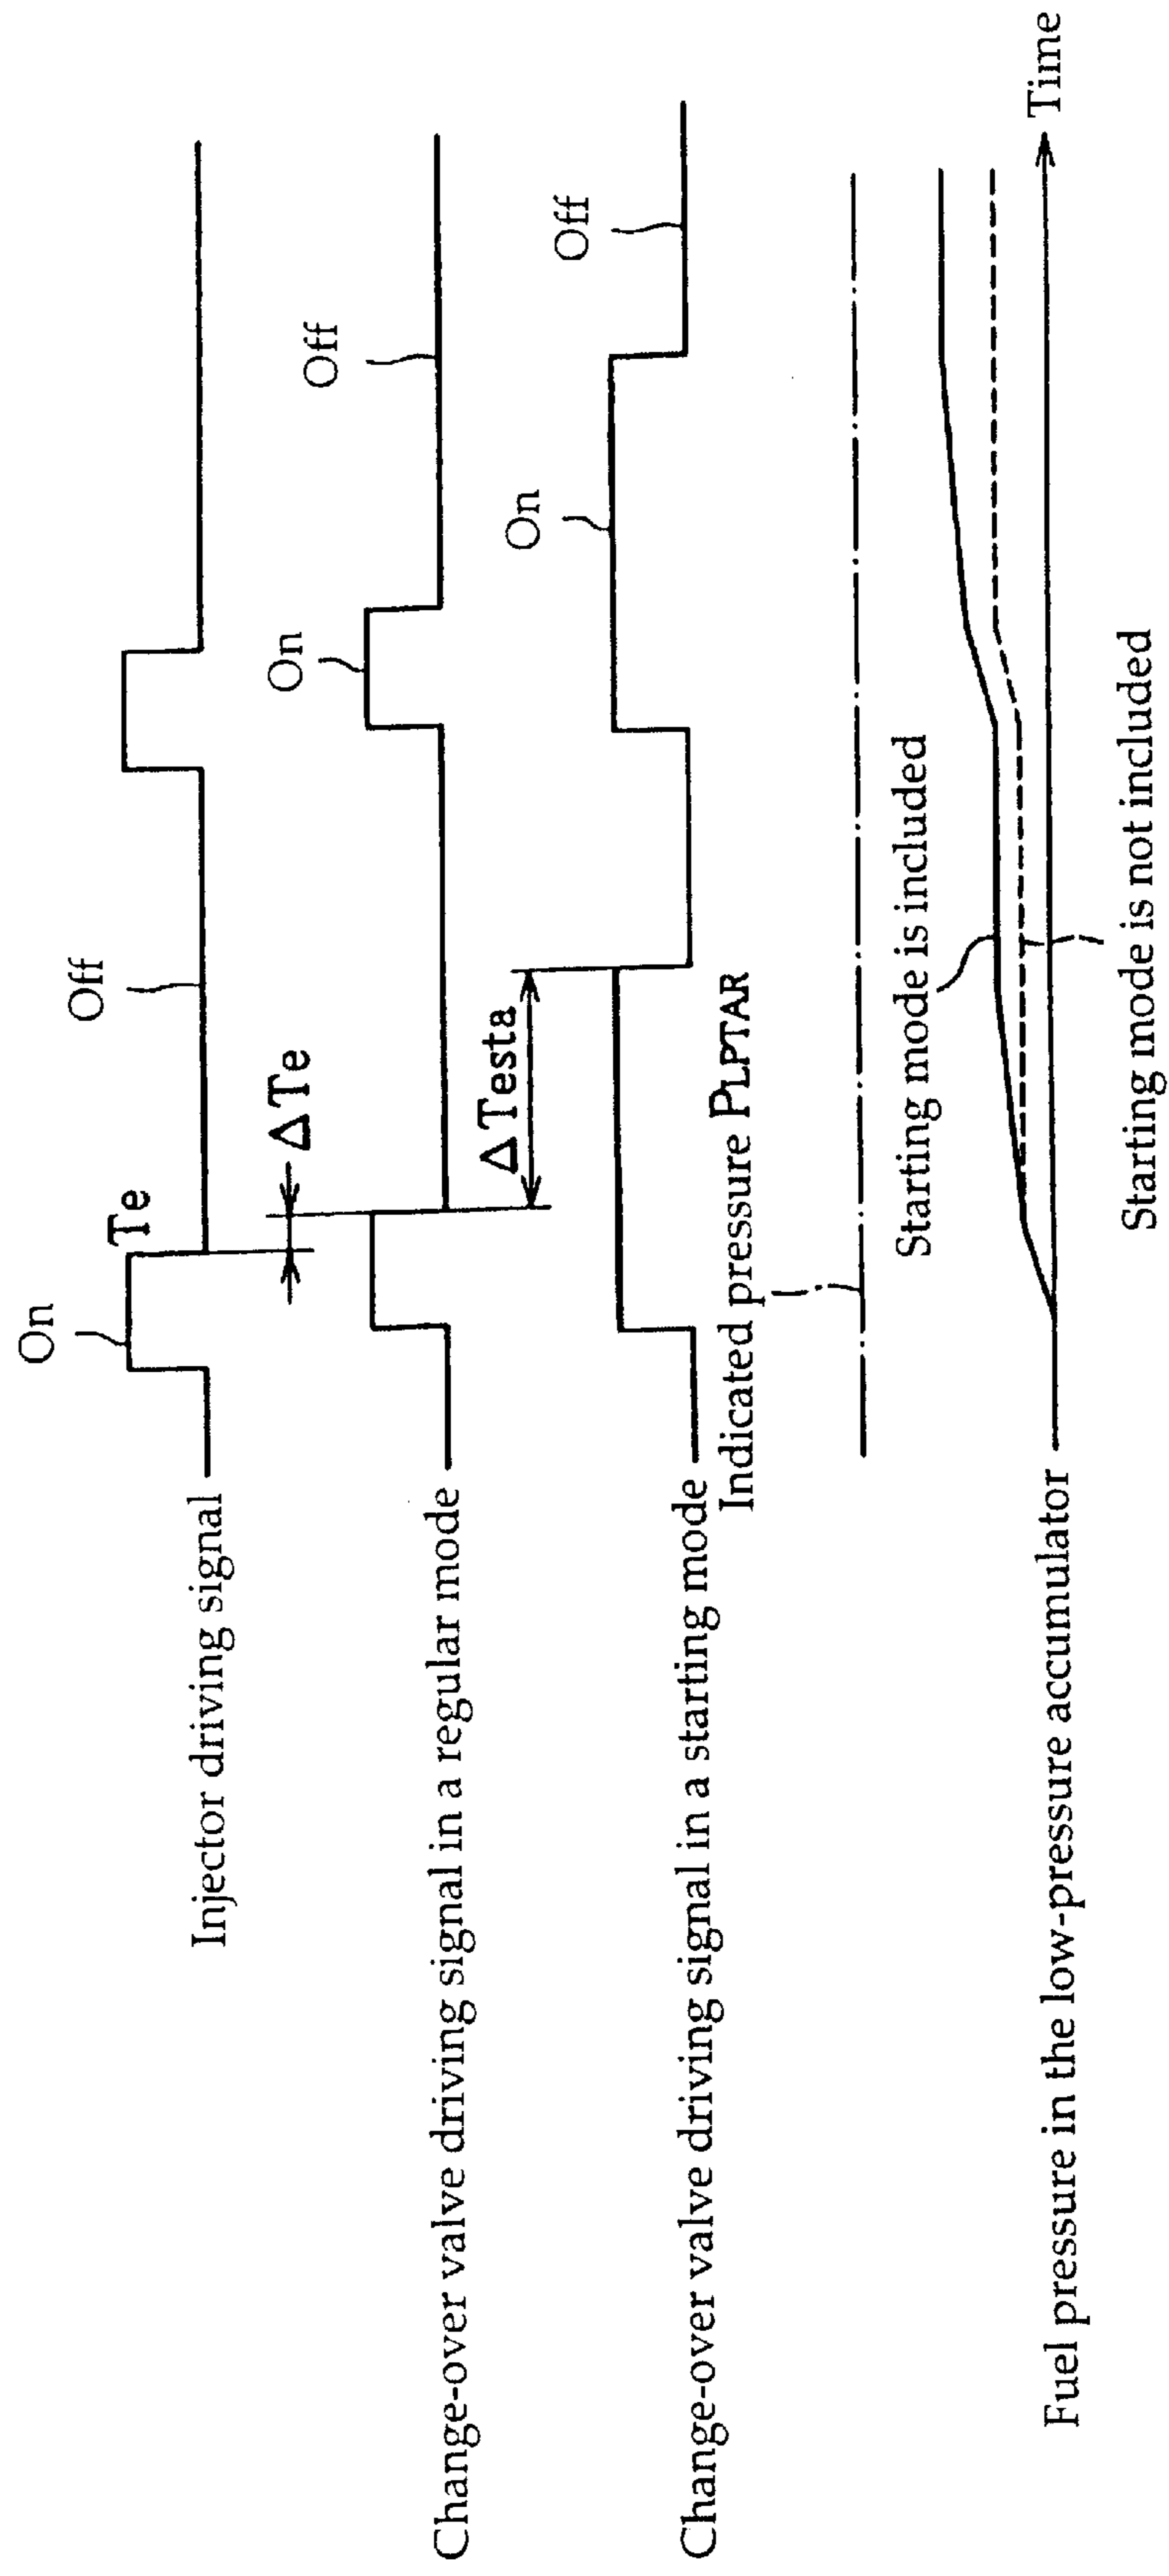 Injector driving signal
On
Te
Off
ΔTe
Change-over valve driving signal in a regular mode
On
Off
ΔTesta
Change-over valve driving signal in a starting mode
On
Off
Indicated pressure PLPTAR
Starting mode is included
Fuel pressure in the low-pressure accumulator
Time
Starting mode is not included